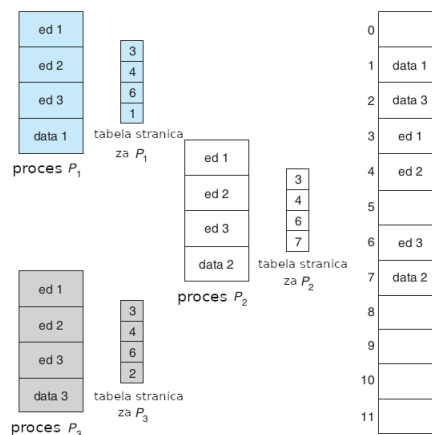 ed 1
ed 2
ed 3
data 1
proces P₁
3
4
6
1
tabela stranica
za P₁
ed 1
ed 2
ed 3
data 2
proces P₂
3
4
6
7
tabela stranica
za P₂
ed 1
ed 2
ed 3
data 3
proces P₃
3
4
6
2
tabela stranica
za P₃
0
1 data 1
2 data 3
3 ed 1
4 ed 2
5
6 ed 3
7 data 2
8
9
10
11